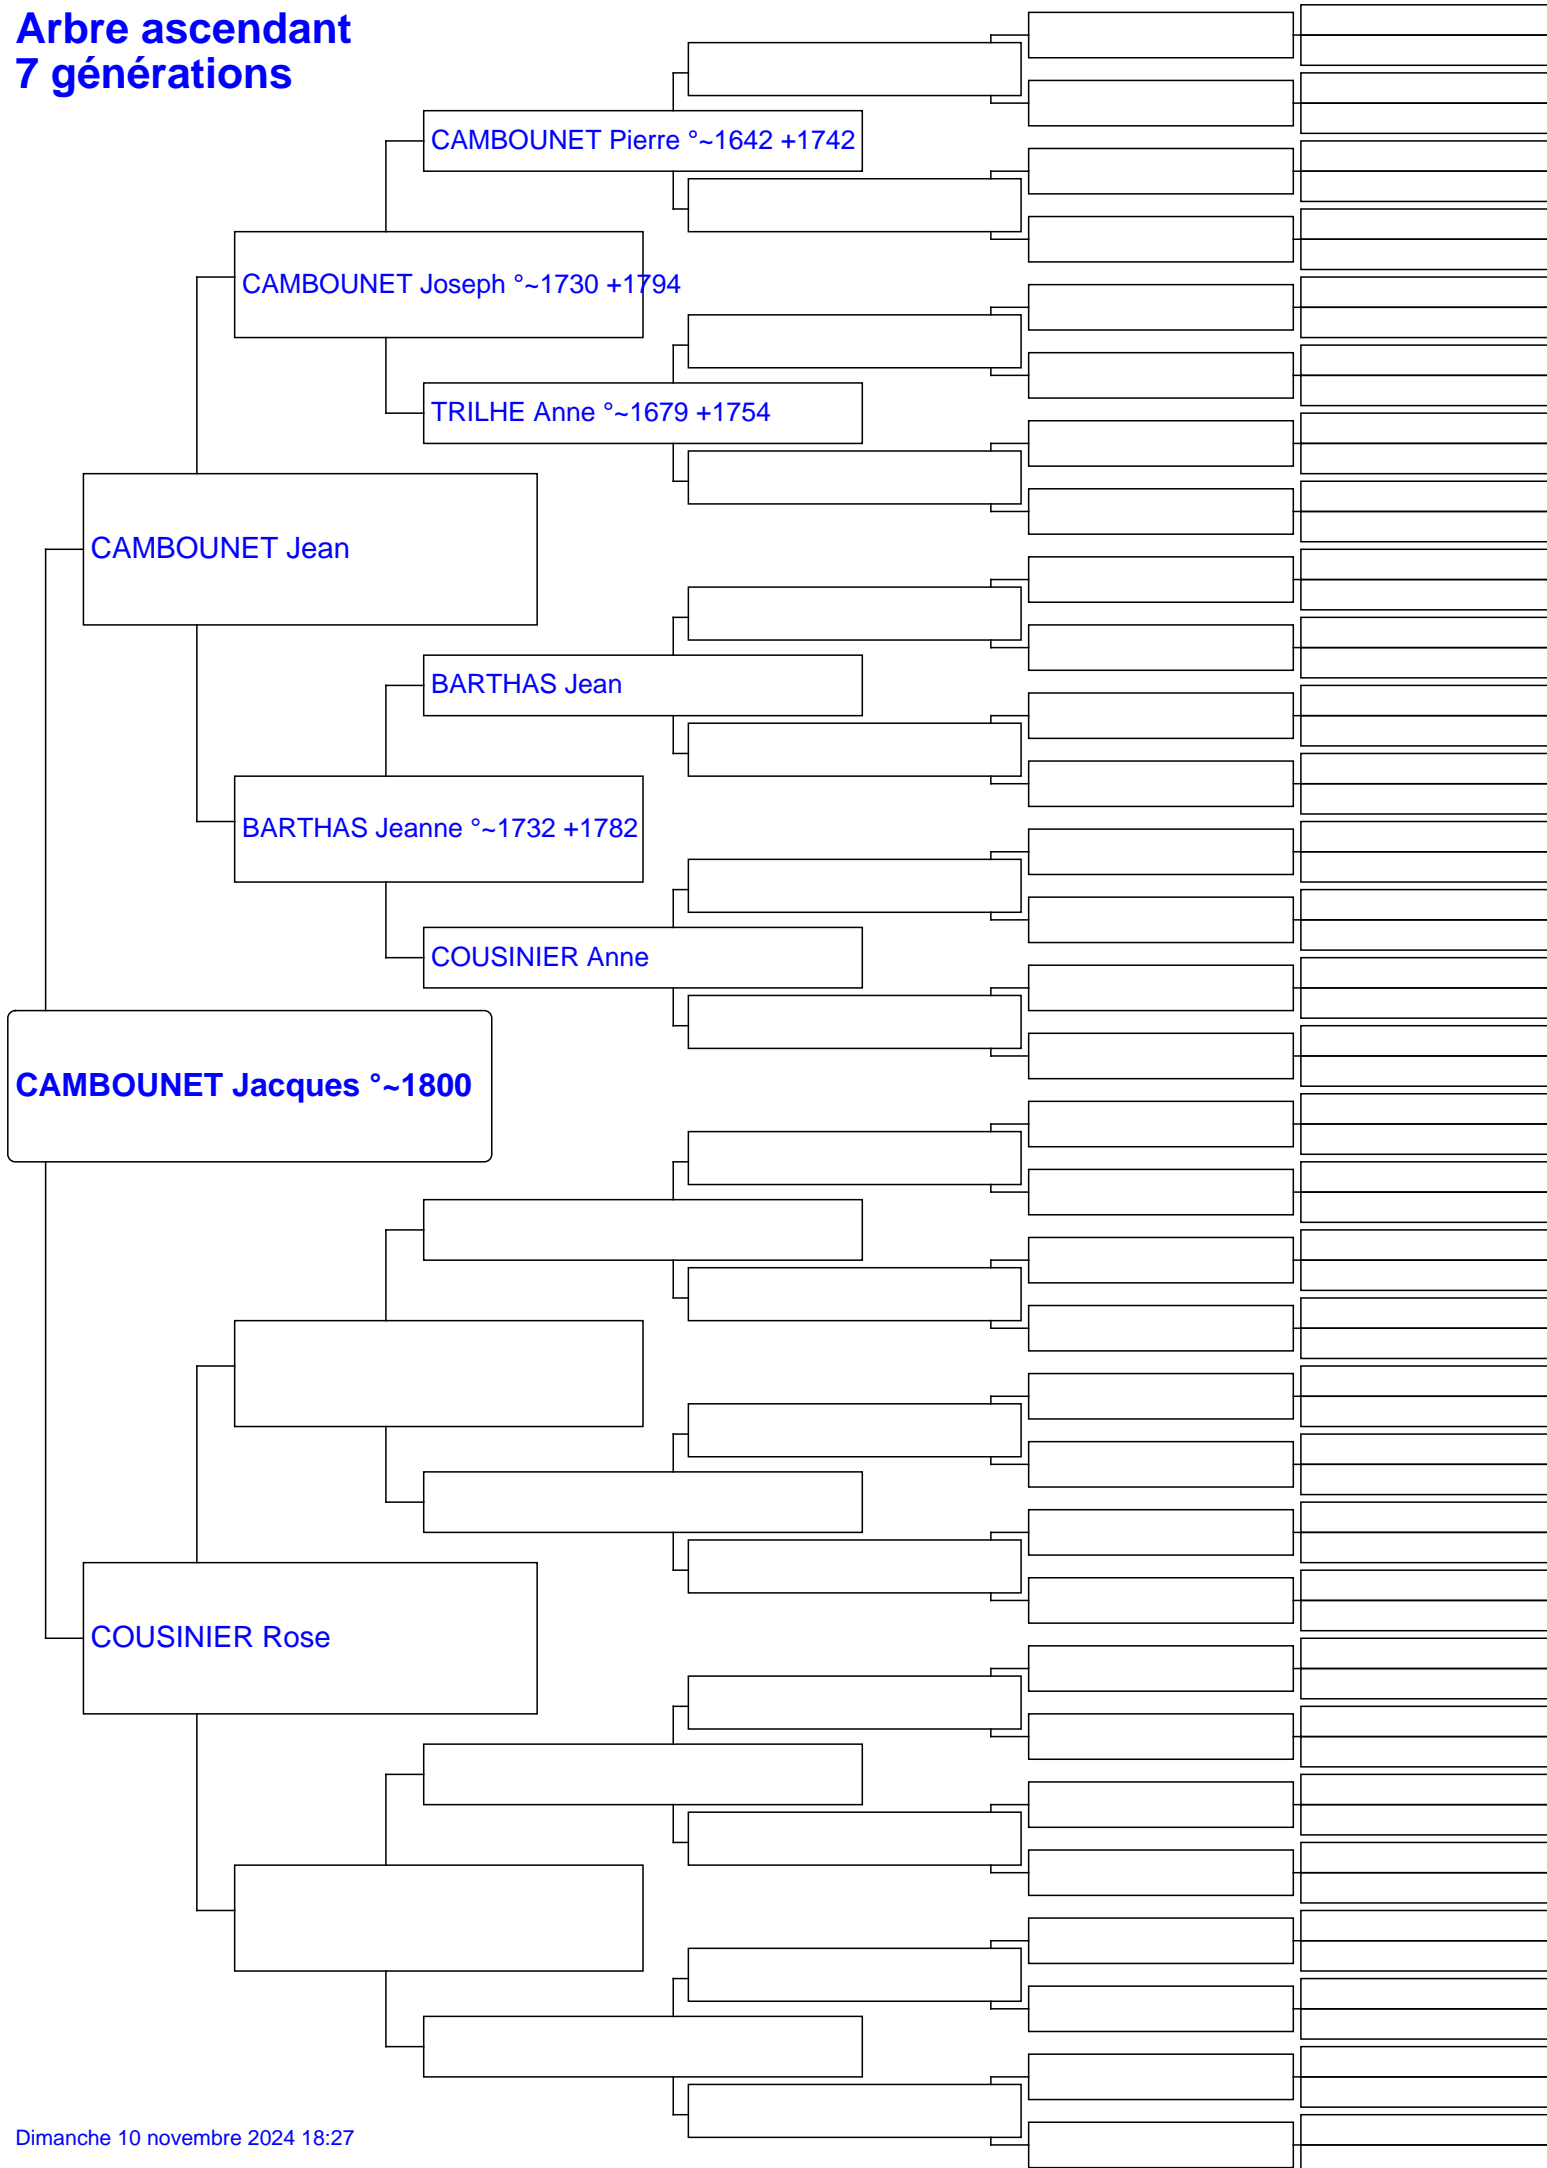 Arbre ascendant
7 générations
CAMBOUNET Pierre °~1642 +1742
CAMBOUNET Joseph °~1730 +1794
TRILHE Anne °~1679 +1754
CAMBOUNET Jean
BARTHAS Jean
BARTHAS Jeanne °~1732 +1782
COUSINIER Anne
CAMBOUNET Jacques °~1800
COUSINIER Rose
Dimanche 10 novembre 2024 18:27